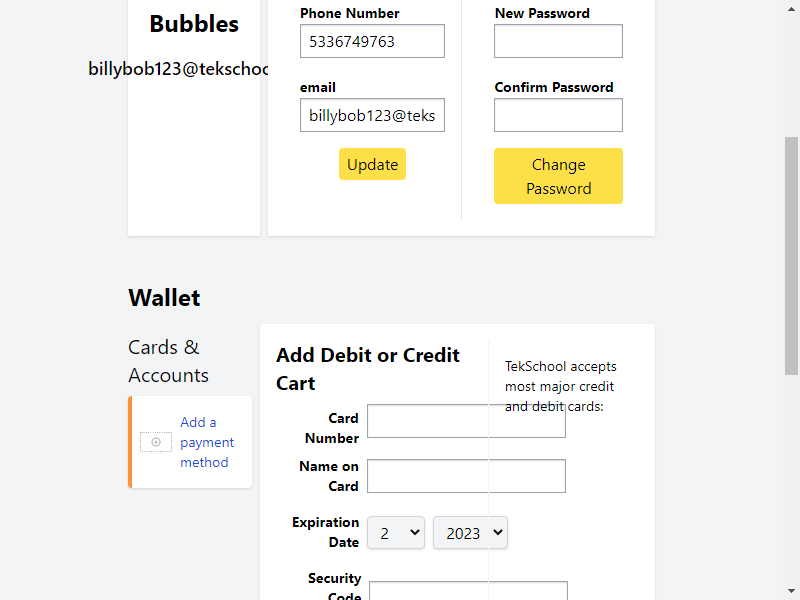 Bubbles
billybob123@tekschoo
Phone Number
5336749763
email
billybob123@teks
Update
New Password
Confirm Password
Change
Password
Wallet
Cards &
Accounts
Add a
payment
method
Add Debit or Credit
Cart
Card
Number
Name on
Card
Expiration
Date
2
2023
Security
Code
TekSchool accepts
most major credit
and debit cards: